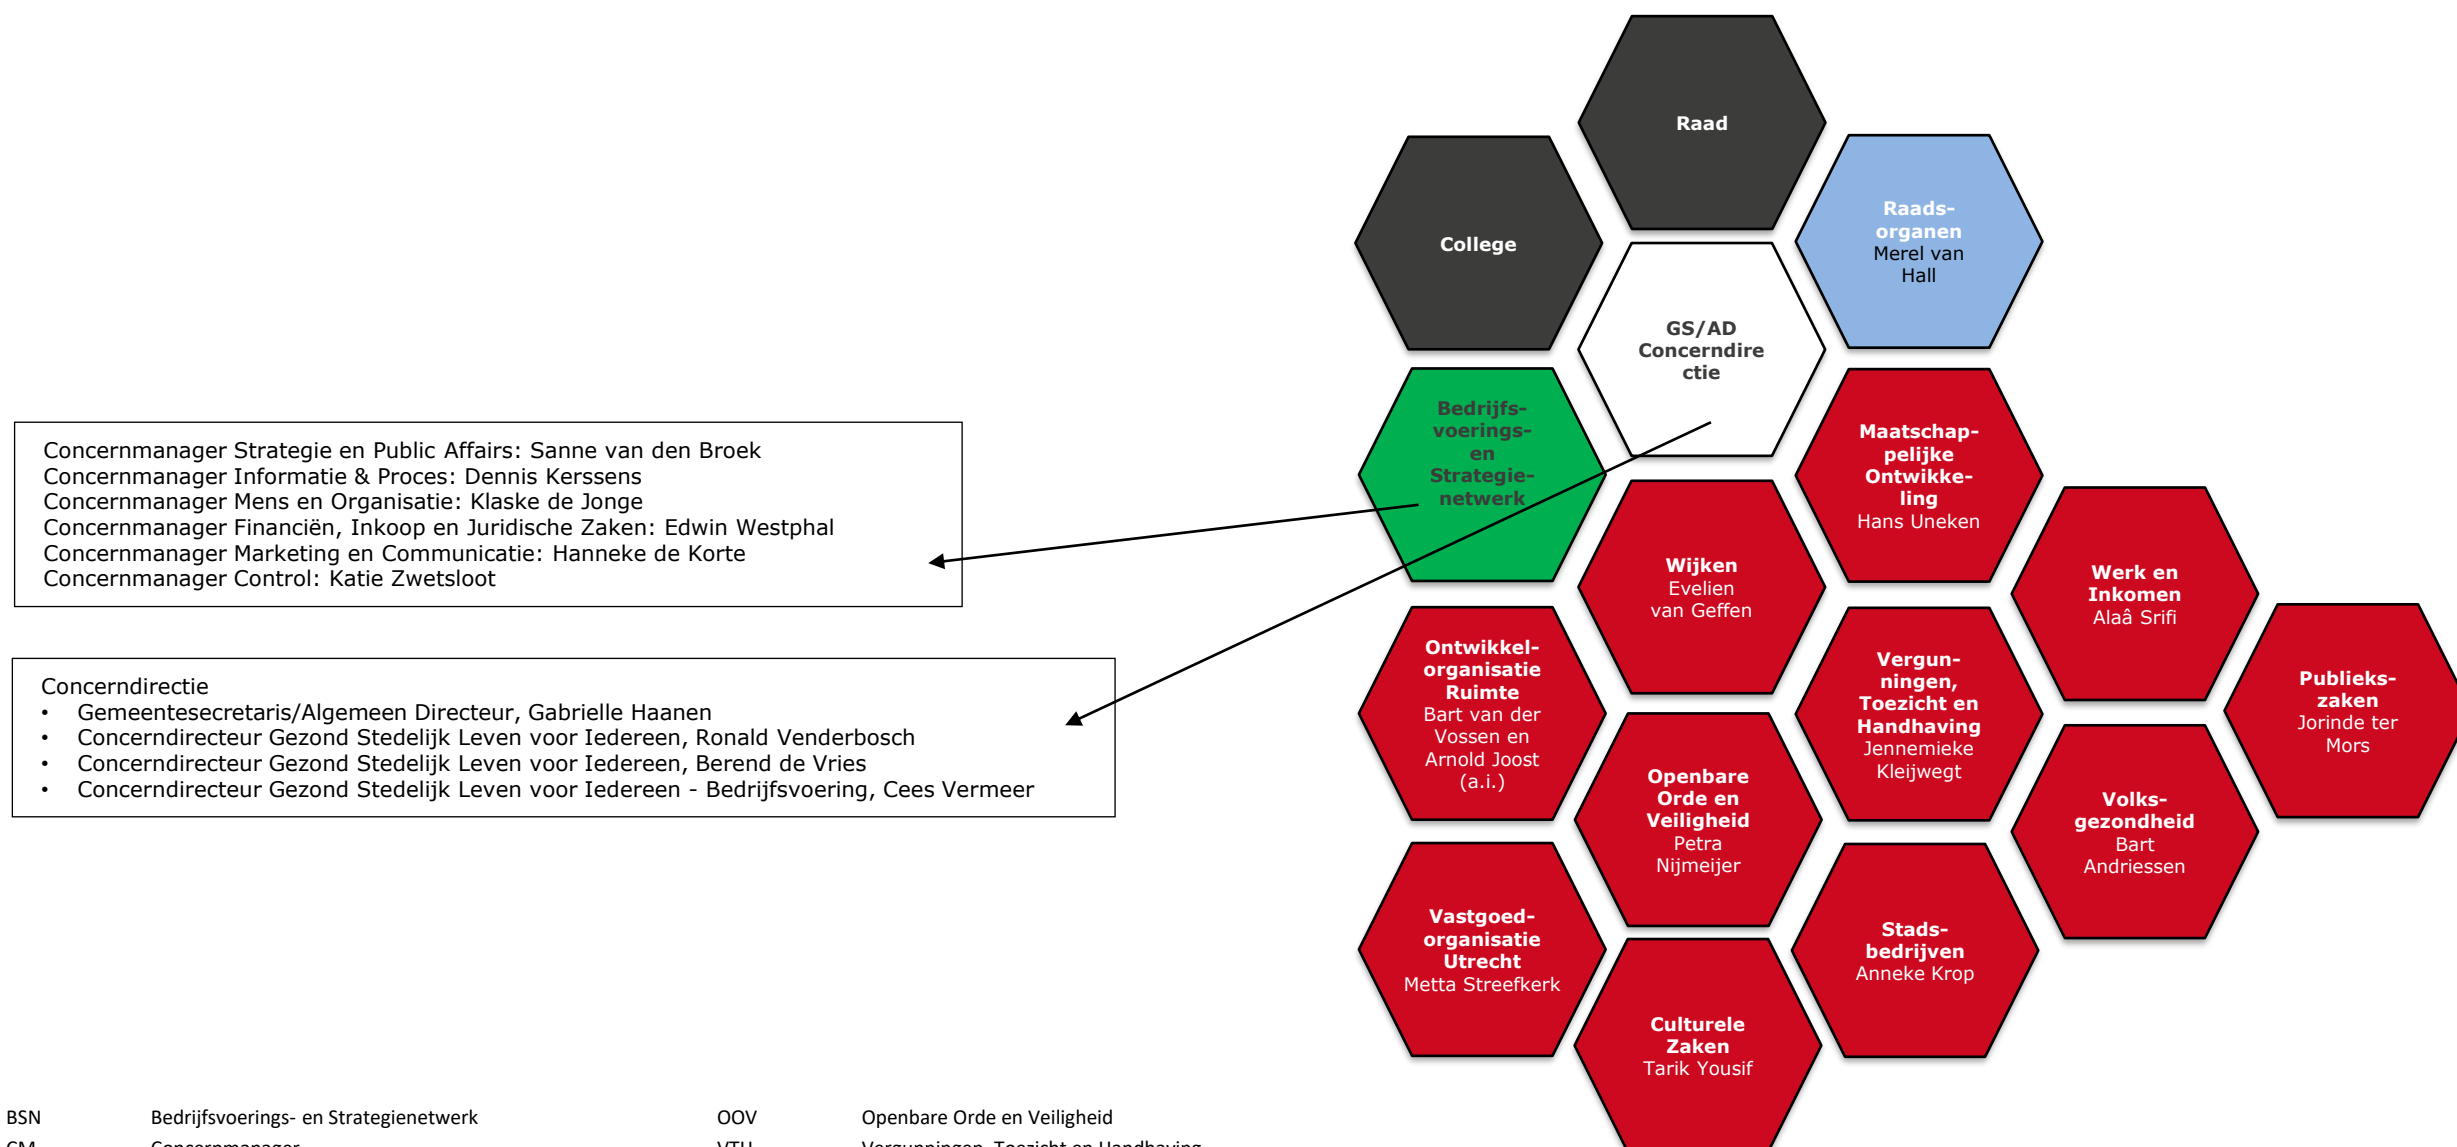 Raad
College
Raads-
organen
Merel van
Hall
GS/AD
Concerndire
ctie
Bedrijfs-
voerings-
en
Strategie-
netwerk
Maatschap-
pelijke
Ontwikke-
ling
Hans Uneken
Concernmanager Strategie en Public Affairs: Sanne van den Broek
Concernmanager Informatie & Proces: Dennis Kerssens
Concernmanager Mens en Organisatie: Klaske de Jonge
Concernmanager Financiën, Inkoop en Juridische Zaken: Edwin Westphal
Concernmanager Marketing en Communicatie: Hanneke de Korte
Concernmanager Control: Katie Zwetsloot
Wijken
Evelien
van Geffen
Werk en
Inkomen
Alaâ Srifi
Concerndirectie
• Gemeentesecretaris/Algemeen Directeur, Gabrielle Haanen
• Concerndirecteur Gezond Stedelijk Leven voor Iedereen, Ronald Venderbosch
• Concerndirecteur Gezond Stedelijk Leven voor Iedereen, Berend de Vries
• Concerndirecteur Gezond Stedelijk Leven voor Iedereen - Bedrijfsvoering, Cees Vermeer
Ontwikkel-
organisatie
Ruimte
Bart van der
Vossen en
Arnold Joost
(a.i.)
Vergun-
ningen,
Toezicht en
Handhaving
Jennemieke
Kleijwegt
Publieks-
zaken
Jorinde ter
Mors
Openbare
Orde en
Veiligheid
Petra
Nijmeijer
Volks-
gezondheid
Bart
Andriessen
Vastgoed-
organisatie
Utrecht
Metta Streefkerk
Stads-
bedrijven
Anneke Krop
Culturele
Zaken
Tarik Yousif
BSN Bedrijfsvoerings- en Strategienetwerk OOV Openbare Orde en Veiligheid
CM Concernmanager VTH Vergunningen, Toezicht en Handhaving